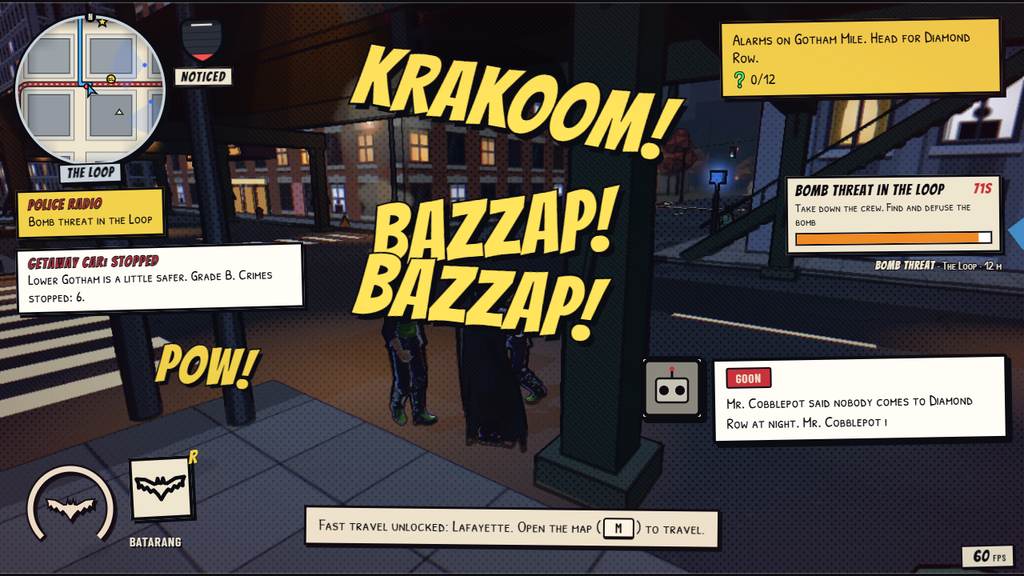 N
NOTICED
THE LOOP
POLICE RADIO
BOMB THREAT IN THE LOOP
GETAWAY CAR: STOPPED
LOWER GOTHAM IS A LITTLE SAFER. GRADE B. CRIMES
STOPPED: 6.
KRAKOOM!
BAZZAP!
BAZZAP!
POW!
ALARMS ON GOTHAM MILE. HEAD FOR DIAMOND
ROW.
? 0/12
BOMB THREAT IN THE LOOP 71S
TAKE DOWN THE CREW. FIND AND DEFUSE THE
BOMB
BOMB THREAT · THE LOOP · 12 M
GOON
MR. COBBLEPOT SAID NOBODY COMES TO DIAMOND
ROW AT NIGHT. MR. COBBLEPOT
R
BATARANG
FAST TRAVEL UNLOCKED: LAFAYETTE. OPEN THE MAP ( M ) TO TRAVEL.
60 FPS